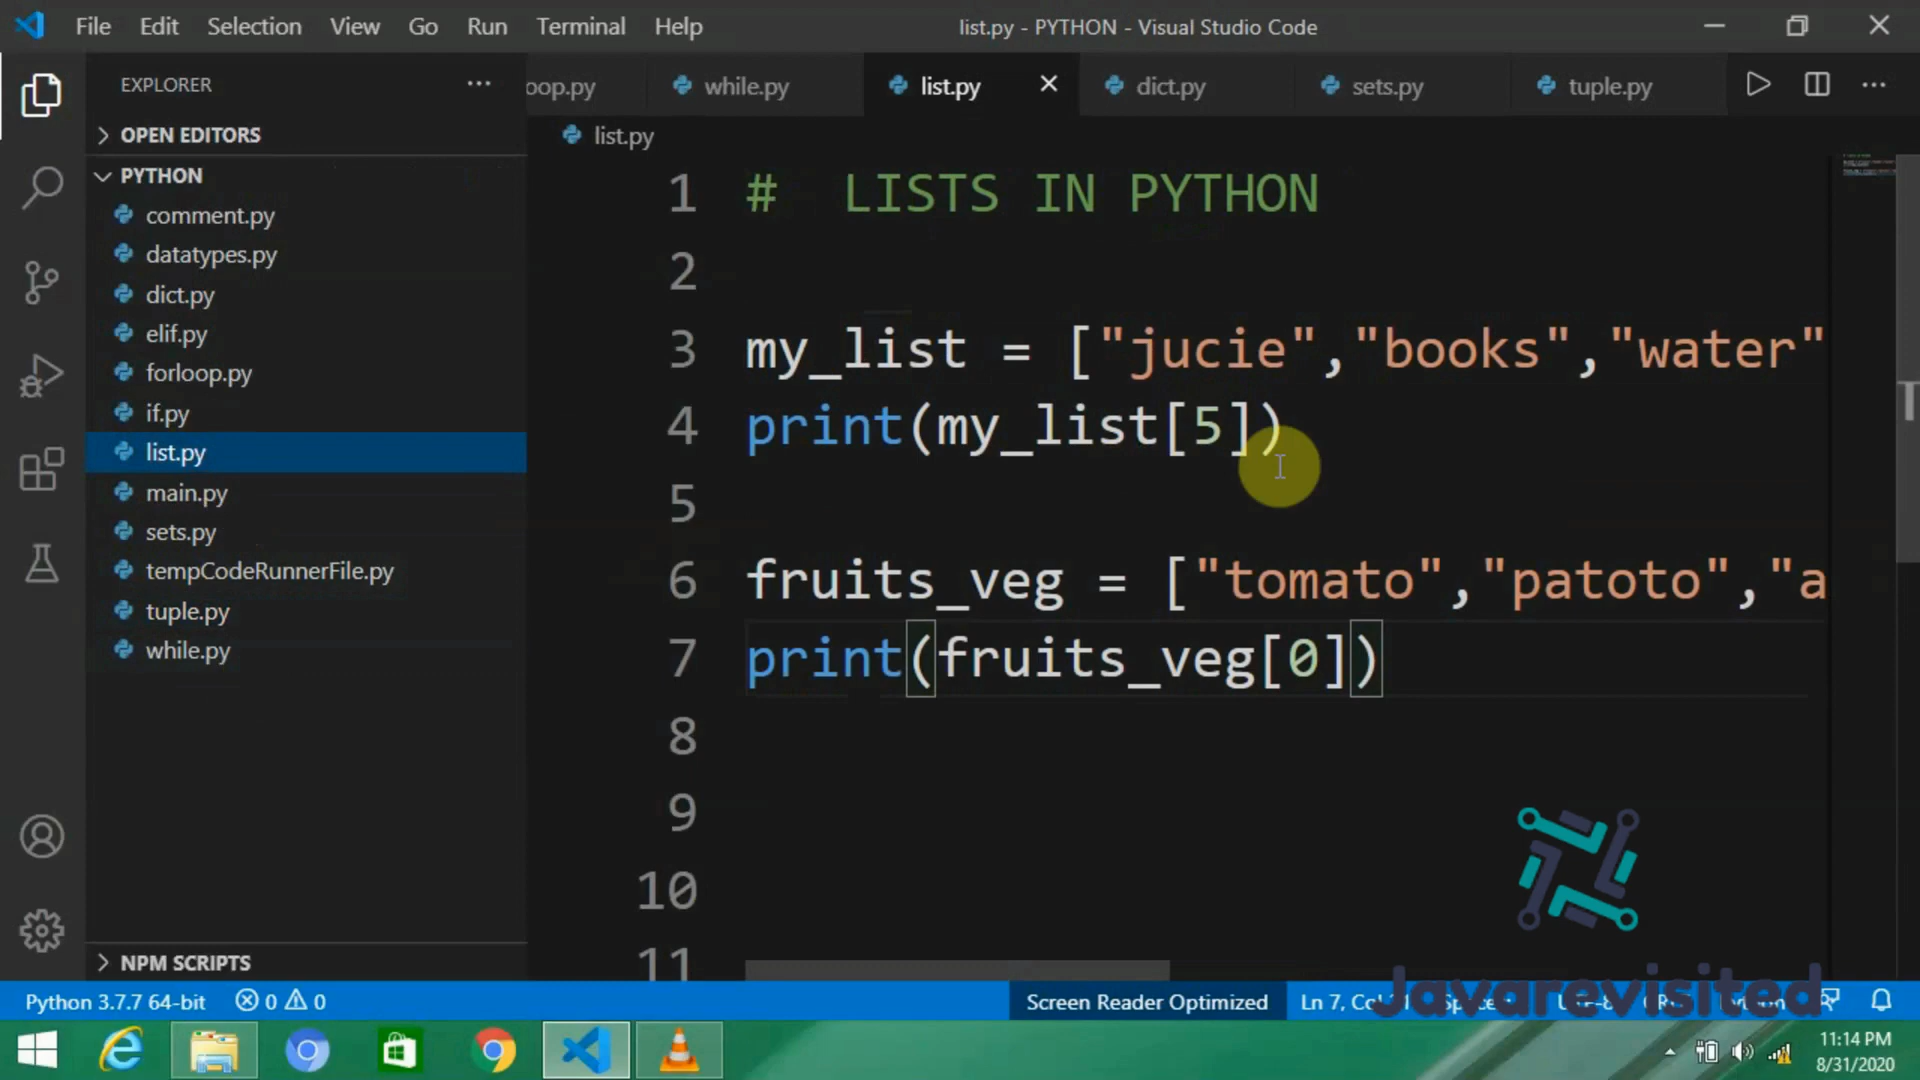 File Edit Selection View Go Run Terminal Help
list.py - PYTHON - Visual Studio Code
EXPLORER
oop.py while.py list.py dict.py sets.py tuple.py
OPEN EDITORS
list.py
PYTHON
comment.py
datatypes.py
dict.py
elif.py
forloop.py
if.py
list.py
main.py
sets.py
tempCodeRunnerFile.py
tuple.py
while.py
NPM SCRIPTS
1 # LISTS IN PYTHON
2
3 my_list = ["jucie","books","water"
4 print(my_list[5])
5
6 fruits_veg = ["tomato","patoto","a
7 print(fruits_veg[0])
8
9
10
11
Javarevisited
Python 3.7.7 64-bit 0 0 Screen Reader Optimized Ln 7,
11:14 PM
8/31/2020